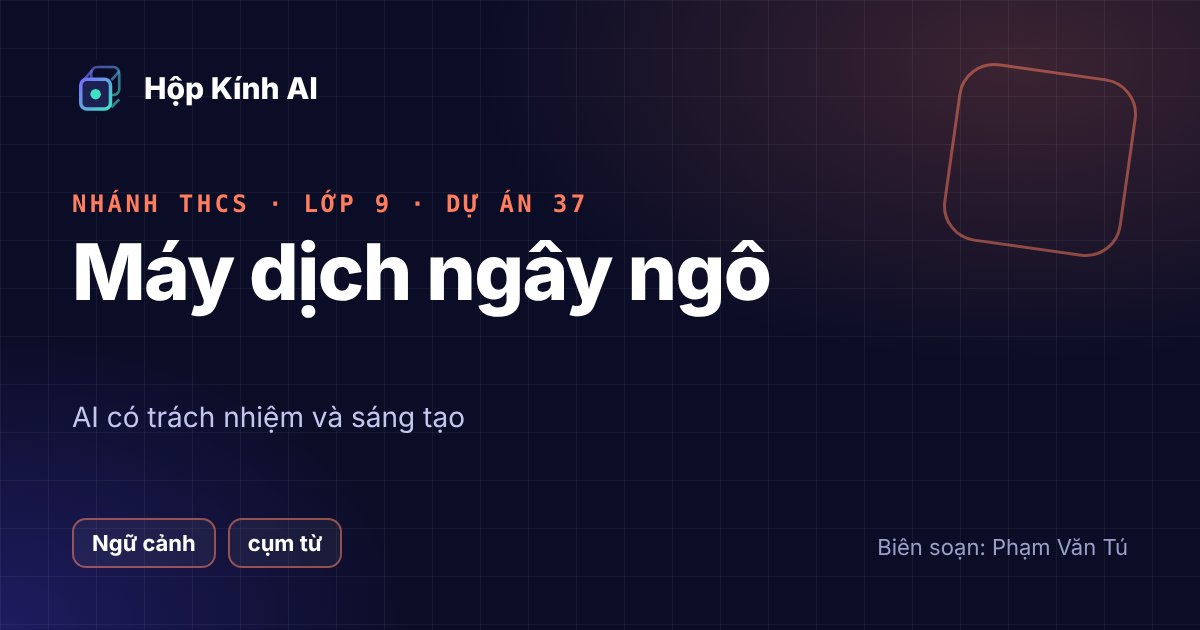 Hộp Kính AI
NHÁNH THCS · LỚP 9 · DỰ ÁN 37
Máy dịch ngây ngô
AI có trách nhiệm và sáng tạo
Ngữ cảnh
cụm từ
Biên soạn: Phạm Văn Tú